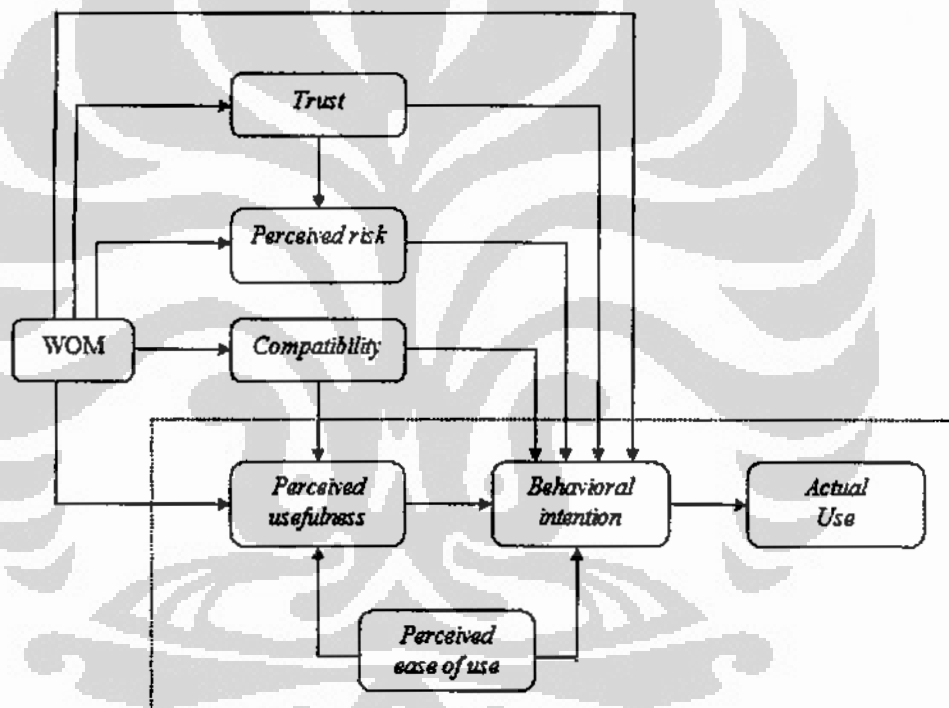 Trust
Perceived risk
WOM
Compatibility
Perceived
usefulness
Behavioral
intention
Actual
Use
Perceived
ease of use